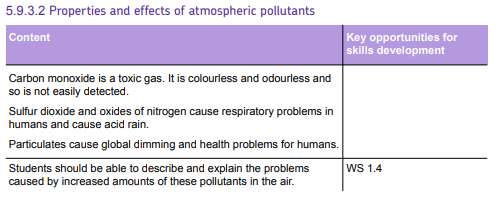 5.9.3.2 Properties and effects of atmospheric pollutants
Content
Key opportunities for
skills development
Carbon monoxide is a toxic gas. It is colourless and odourless and
so is not easily detected.
Sulfur dioxide and oxides of nitrogen cause respiratory problems in
humans and cause acid rain.
Particulates cause global dimming and health problems for humans.
Students should be able to describe and explain the problems
caused by increased amounts of these pollutants in the air.
WS 1.4